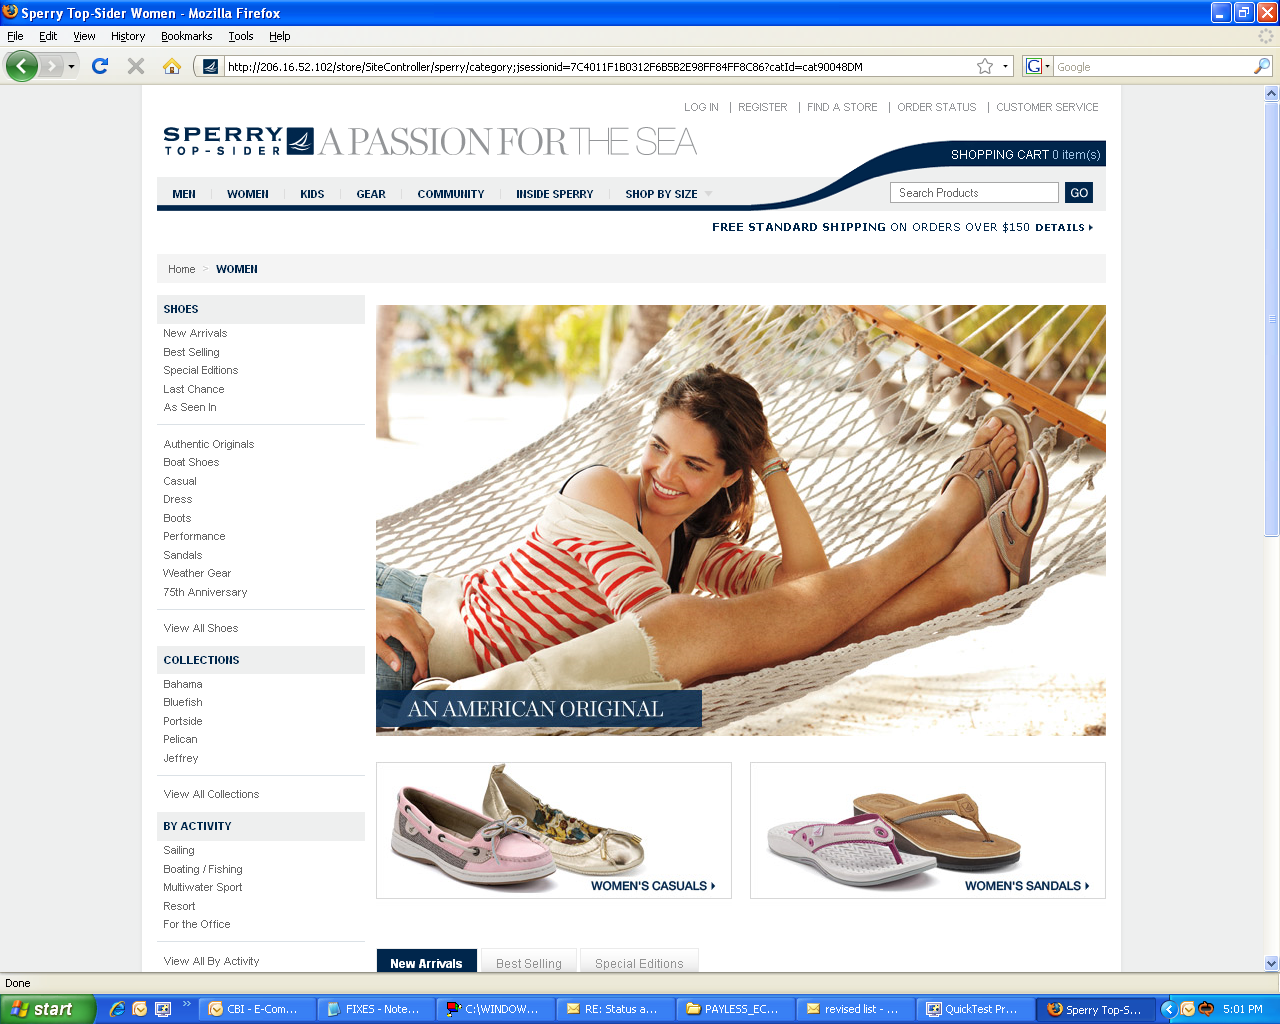 Sperry Top-Sider Women - Mozilla Firefox
File Edit View History Bookmarks Tools Help
http://206.16.52.102/store/SiteController/sperry/category;jsessionid=7C4011F1B0312F6B5B2E98FF84FF8C86?catId=cat90048DM
G Google
LOG IN | REGISTER | FIND A STORE | ORDER STATUS | CUSTOMER SERVICE
SPERRY
TOP-SIDER
A PASSION FOR THE SEA
SHOPPING CART 0 item(s)
MEN WOMEN KIDS GEAR COMMUNITY INSIDE SPERRY SHOP BY SIZE
Search Products GO
FREE STANDARD SHIPPING ON ORDERS OVER $150 DETAILS
Home > WOMEN
SHOES
New Arrivals
Best Selling
Special Editions
Last Chance
As Seen In
Authentic Originals
Boat Shoes
Casual
Dress
Boots
Performance
Sandals
Weather Gear
75th Anniversary
View All Shoes
COLLECTIONS
Bahama
Bluefish
Portside
Pelican
Jeffrey
View All Collections
BY ACTIVITY
Sailing
Boating / Fishing
Multiwater Sport
Resort
For the Office
View All By Activity
AN AMERICAN ORIGINAL
WOMEN'S CASUALS
WOMEN'S SANDALS
New Arrivals Best Selling Special Editions
Done
start
CBI - E-Com...
FIXES - Note...
C:\WINDOW...
RE: Status a...
PAYLESS_EC...
revised list - ...
QuickTest Pr...
Sperry Top-S...
5:01 PM